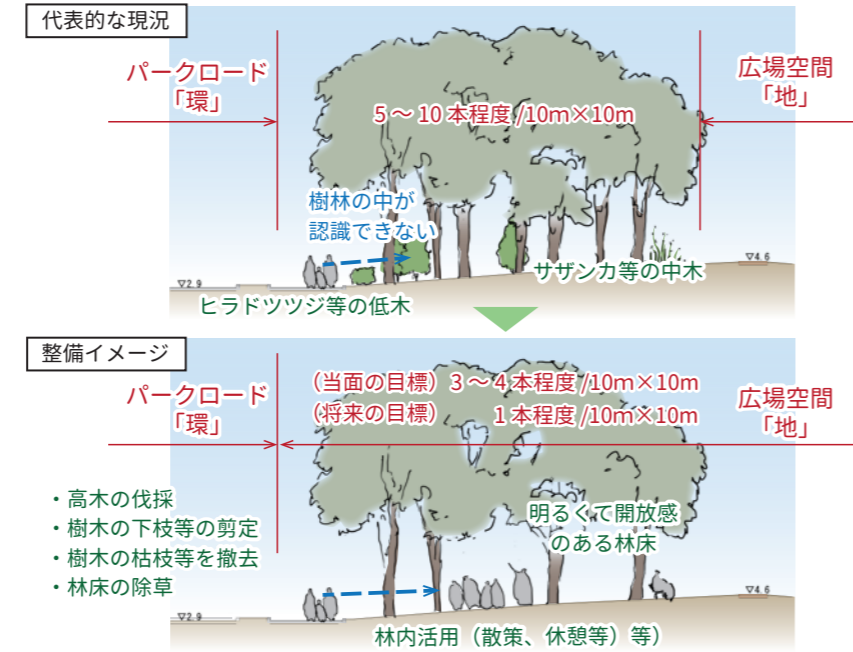 代表的な現況
パークロード
「環」
5～10本程度/10m×10m
広場空間
「地」
樹林の中が
認識できない
サザンカ等の中木
ヒラドツツジ等の低木
▽2.9
▽4.6
整備イメージ
パークロード
「環」
（当面の目標）3～4本程度/10m×10m
（将来の目標）　1本程度/10m×10m
広場空間
「地」
・高木の伐採
・樹木の下枝等の剪定
・樹木の枯枝等を撤去
・林床の除草
明るくて開放感
のある林床
▽2.9
▽4.6
林内活用（散策、休憩等）等）